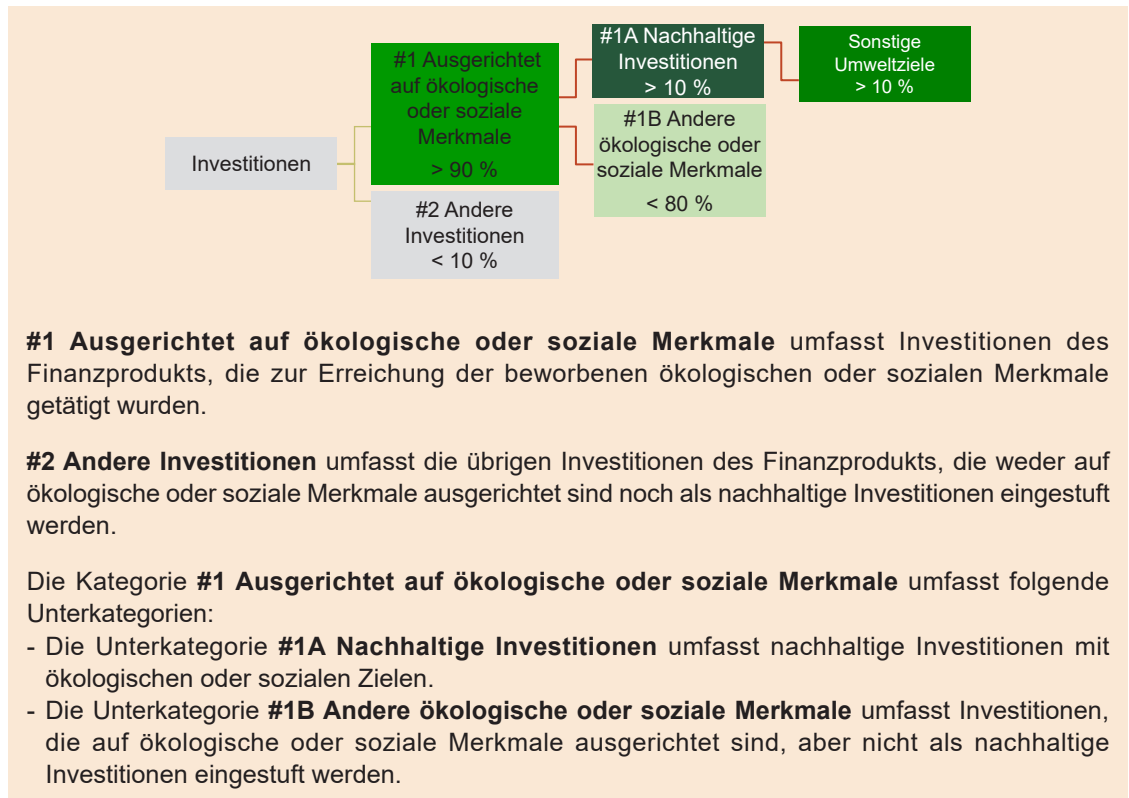 Investitionen
#1 Ausgerichtet
auf ökologische
oder soziale
Merkmale
> 90 %
#2 Andere
Investitionen
< 10 %
#1A Nachhaltige
Investitionen
> 10 %
#1B Andere
ökologische oder
soziale Merkmale
< 80 %
Sonstige
Umweltziele
> 10 %
#1 Ausgerichtet auf ökologische oder soziale Merkmale umfasst Investitionen des
Finanzprodukts, die zur Erreichung der beworbenen ökologischen oder sozialen Merkmale
getätigt wurden.
#2 Andere Investitionen umfasst die übrigen Investitionen des Finanzprodukts, die weder auf
ökologische oder soziale Merkmale ausgerichtet sind noch als nachhaltige Investitionen eingestuft
werden.
Die Kategorie #1 Ausgerichtet auf ökologische oder soziale Merkmale umfasst folgende
Unterkategorien:
- Die Unterkategorie #1A Nachhaltige Investitionen umfasst nachhaltige Investitionen mit
ökologischen oder sozialen Zielen.
- Die Unterkategorie #1B Andere ökologische oder soziale Merkmale umfasst Investitionen,
die auf ökologische oder soziale Merkmale ausgerichtet sind, aber nicht als nachhaltige
Investitionen eingestuft werden.